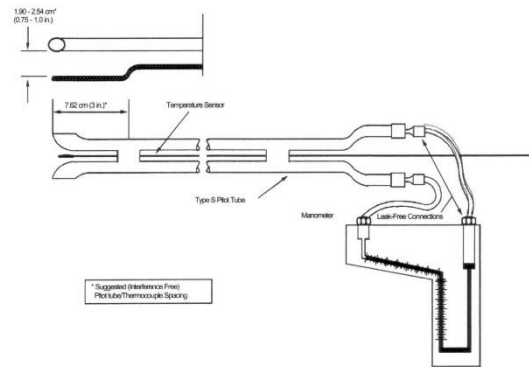 1.90 - 2.54 cm*
(0.75 - 1.0 in.)
7.62 cm (3 in.)*
Temperature Sensor
Type S Pitot Tube
Manometer
Leak-Free Connections
* Suggested (Interference Free)
Pitot tube/Thermocouple Spacing